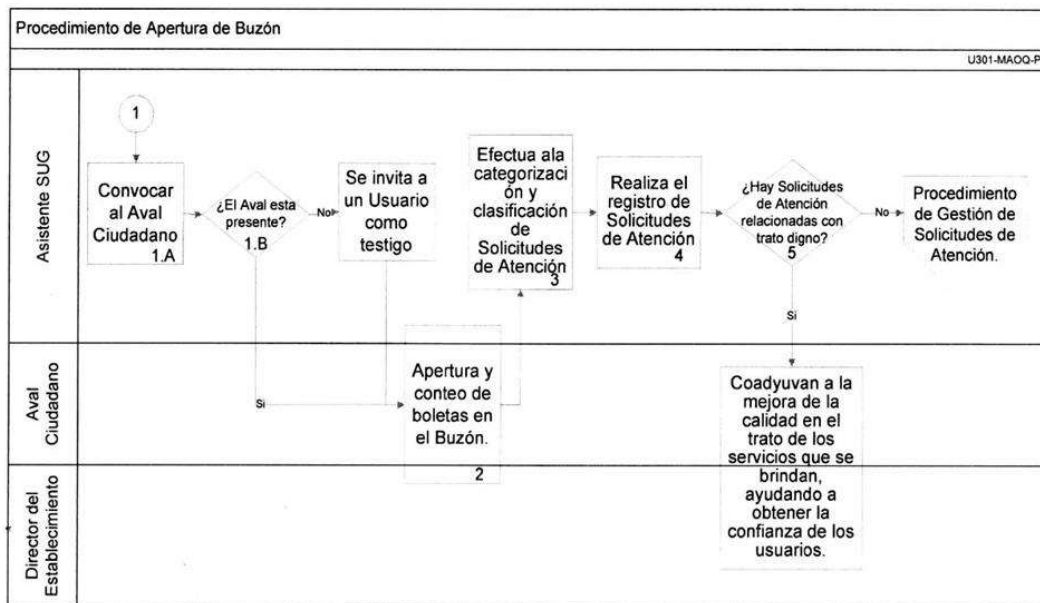 Procedimiento de Apertura de Buzón
U301-MAOQ-P
Asistente SUG
1
Convocar
al Aval
Ciudadano
1.A
¿El Aval esta
presente?
1.B
No
Se invita a
un Usuario
como
testigo
Efectua ala
categorizaci
ón y
clasificación
de
Solicitudes
de Atención
3
Realiza el
registro de
Solicitudes
de Atención
4
¿Hay Solicitudes
de Atención
relacionadas con
trato digno?
5
No
Procedimiento
de Gestión de
Solicitudes de
Atención.
Si
Aval
Ciudadano
Si
Apertura y
conteo de
boletas en
el Buzón.
2
Coadyuvan a la
mejora de la
calidad en el
trato de los
servicios que se
brindan,
ayudando a
obtener la
confianza de los
usuarios.
Director del
Establecimiento